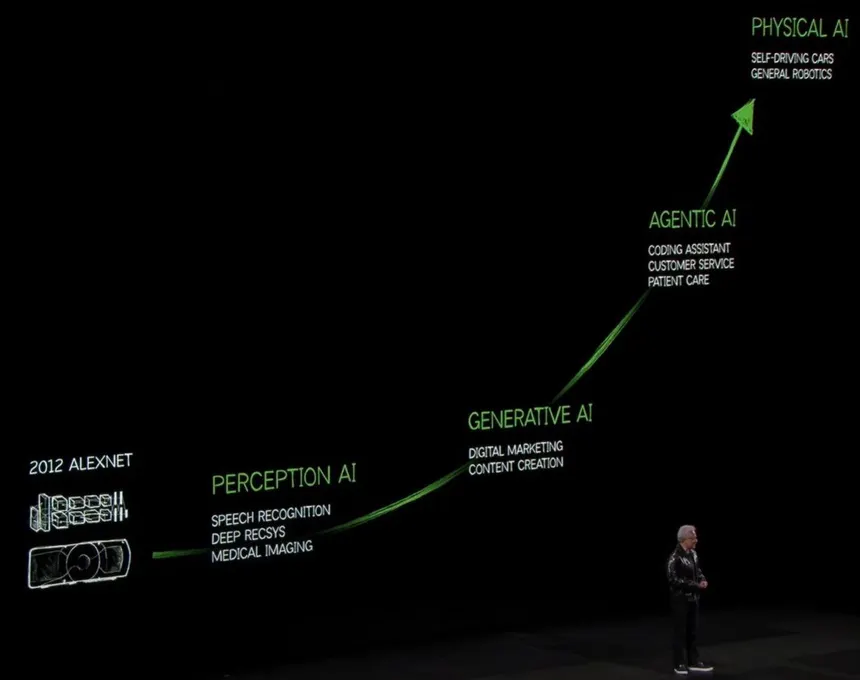 2012 ALEXNET
PERCEPTION AI
SPEECH RECOGNITION
DEEP RECSYS
MEDICAL IMAGING
GENERATIVE AI
DIGITAL MARKETING
CONTENT CREATION
AGENTIC AI
CODING ASSISTANT
CUSTOMER SERVICE
PATIENT CARE
PHYSICAL AI
SELF-DRIVING CARS
GENERAL ROBOTICS